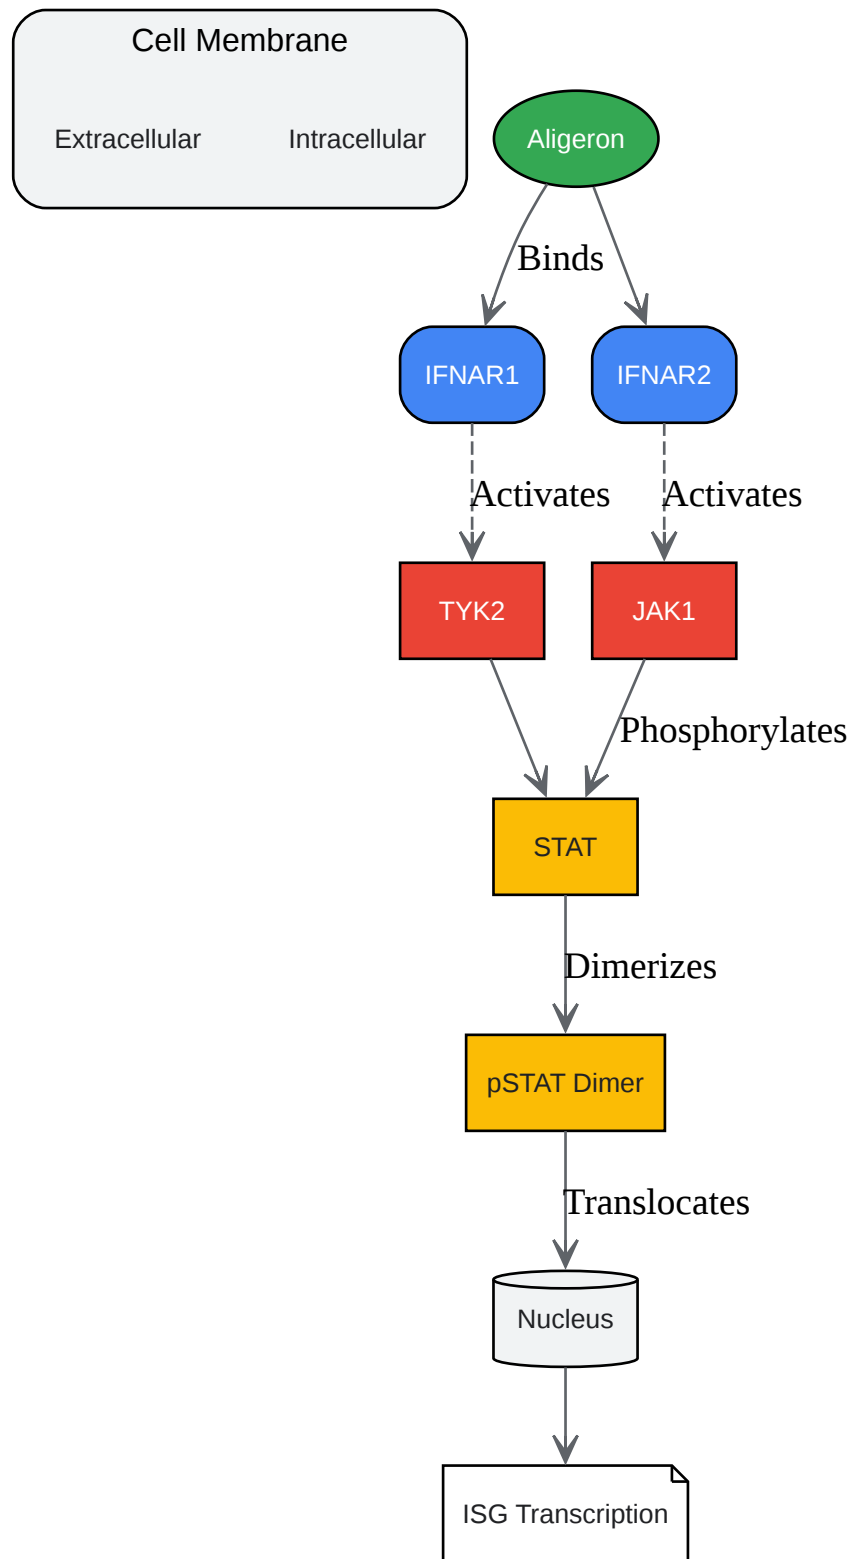 Cell Membrane
Extracellular
Intracellular
Aligeron
Binds
IFNAR1
IFNAR2
Activates
Activates
TYK2
JAK1
Phosphorylates
STAT
Dimerizes
pSTAT Dimer
Translocates
Nucleus
ISG Transcription